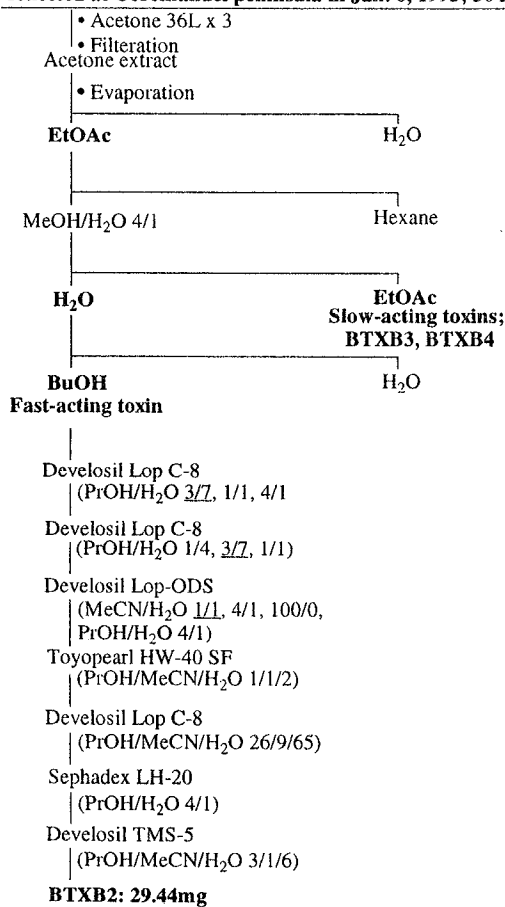 • Acetone 36L x 3
• Filteration
Acetone extract
• Evaporation
EtOAc H₂O
MeOH/H₂O 4/1 Hexane
H₂O EtOAc
Slow-acting toxins;
BTXB3, BTXB4
BuOH H₂O
Fast-acting toxin
Develosil Lop C-8
(PrOH/H₂O 3/7, 1/1, 4/1
Develosil Lop C-8
(PrOH/H₂O 1/4, 3/7, 1/1)
Develosil Lop-ODS
(MeCN/H₂O 1/1, 4/1, 100/0,
PrOH/H₂O 4/1)
Toyopearl HW-40 SF
(PrOH/MeCN/H₂O 1/1/2)
Develosil Lop C-8
(PrOH/MeCN/H₂O 26/9/65)
Sephadex LH-20
(PrOH/H₂O 4/1)
Develosil TMS-5
(PrOH/MeCN/H₂O 3/1/6)
BTXB2: 29.44mg